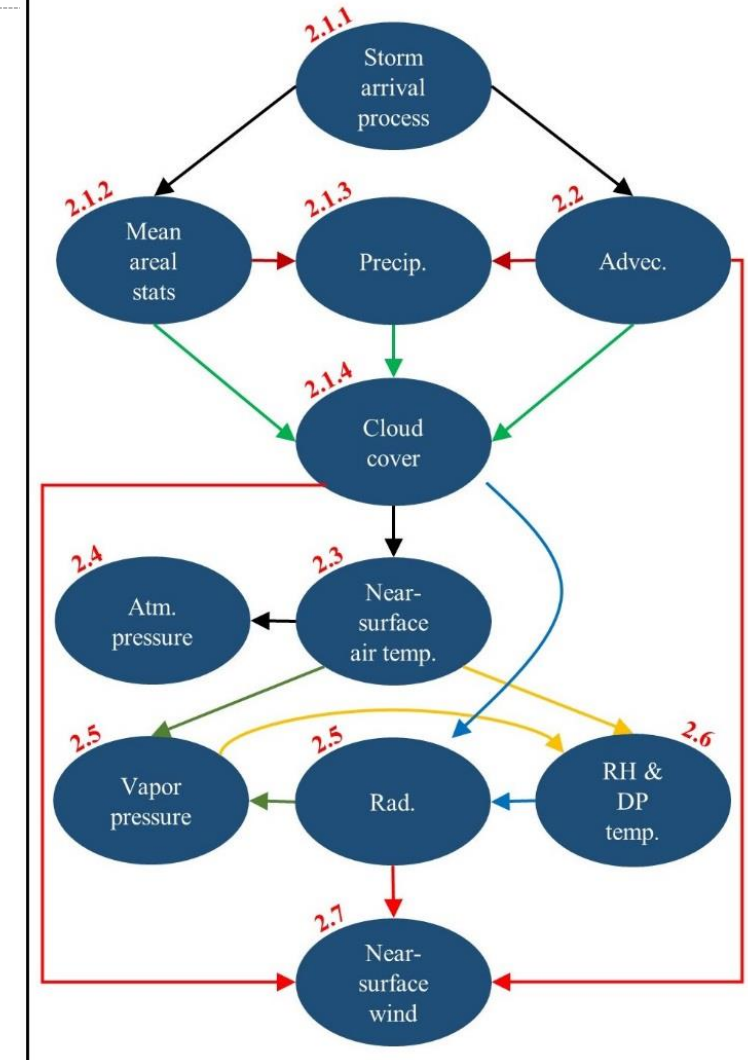 2.1.1
Storm
arrival
process
2.1.2
Mean
areal
stats
2.1.3
Precip.
2.2
Advec.
2.1.4
Cloud
cover
2.4
Atm.
pressure
2.3
Near-
surface
air temp.
2.5
Vapor
pressure
2.5
Rad.
2.6
RH &
DP
temp.
2.7
Near-
surface
wind